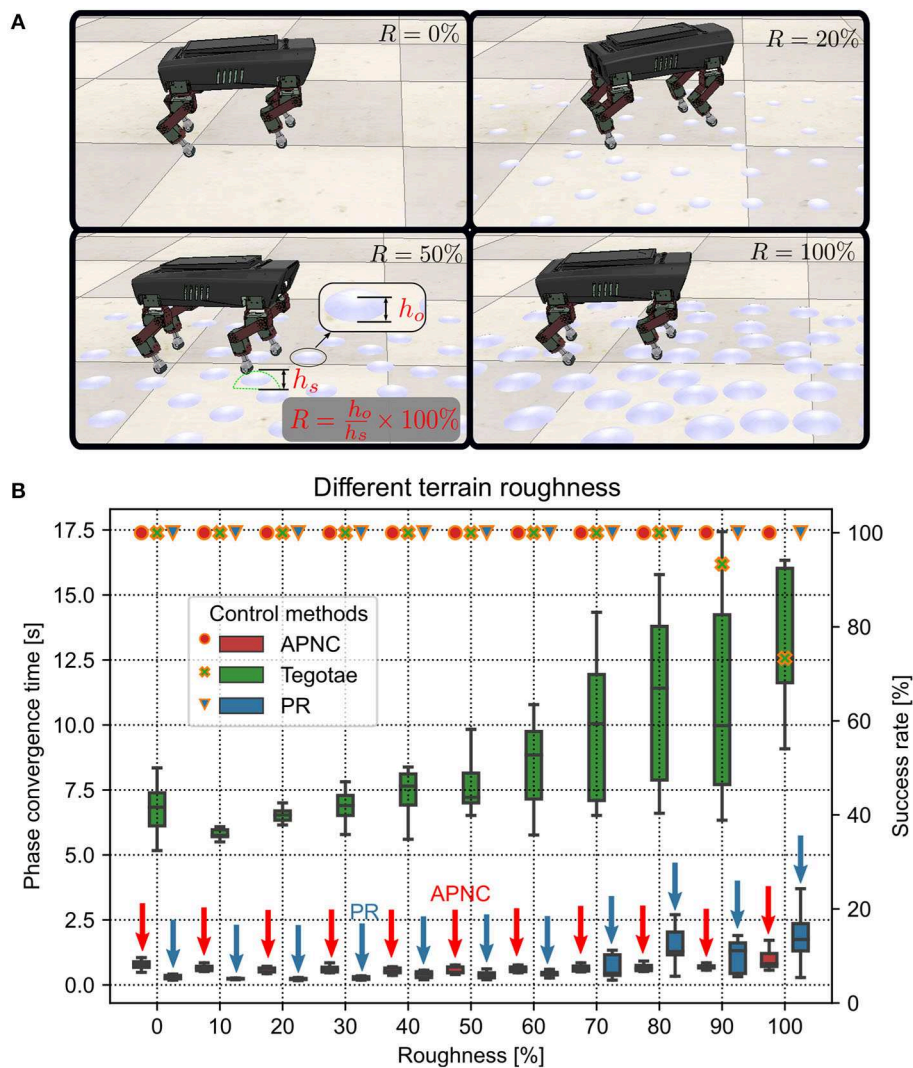 A
R = 0%
R = 20%
R = 50%
h_o
h_s
R = \frac{h_o}{h_s} × 100%
R = 100%
B
Different terrain roughness
Phase convergence time [s]
17.5
15.0
12.5
10.0
7.5
5.0
2.5
0.0
Control methods
APNC
Tegotae
PR
PR
APNC
100
80
60
40
20
0
Success rate [%]
0 10 20 30 40 50 60 70 80 90 100
Roughness [%]